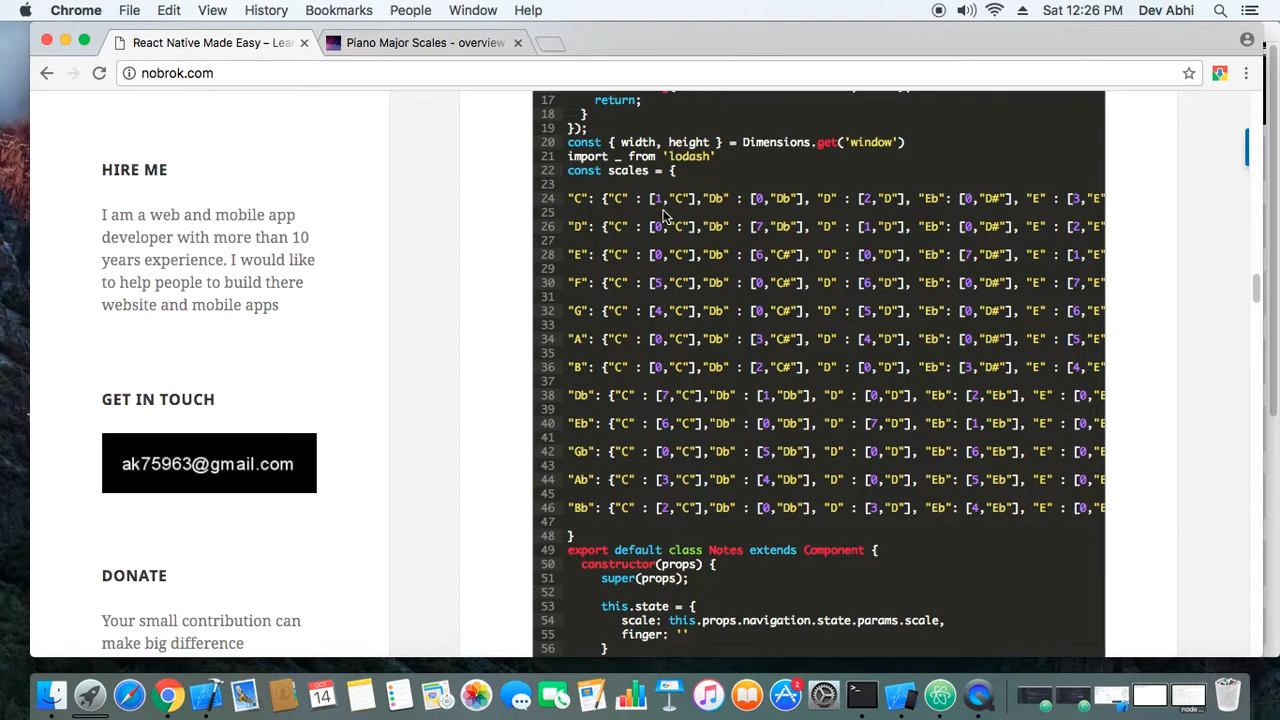 Chrome File Edit View History Bookmarks People Window Help Sat 12:26 PM Dev Abhi
React Native Made Easy – Lea × Piano Major Scales - overview ×
nobrok.com
HIRE ME
I am a web and mobile app
developer with more than 10
years experience. I would like
to help people to build there
website and mobile apps
GET IN TOUCH
ak75963@gmail.com
DONATE
Your small contribution can
make big difference
17 return;
18 }
19 });
20 const { width, height } = Dimensions.get('window')
21 import _ from 'lodash'
22 const scales = {
23
24 "C": {"C" : [1,"C"],"Db" : [0,"Db"], "D" : [2,"D"], "Eb": [0,"D#"], "E" : [3,"E"
25
26 "D": {"C" : [0,"C"],"Db" : [7,"Db"], "D" : [1,"D"], "Eb": [0,"D#"], "E" : [2,"E"
27
28 "E": {"C" : [0,"C"],"Db" : [6,"C#"], "D" : [0,"D"], "Eb": [7,"D#"], "E" : [1,"E"
29
30 "F": {"C" : [5,"C"],"Db" : [0,"C#"], "D" : [6,"D"], "Eb": [0,"D#"], "E" : [7,"E"
31
32 "G": {"C" : [4,"C"],"Db" : [0,"C#"], "D" : [5,"D"], "Eb": [0,"D#"], "E" : [6,"E"
33
34 "A": {"C" : [0,"C"],"Db" : [3,"C#"], "D" : [4,"D"], "Eb": [0,"D#"], "E" : [5,"E"
35
36 "B": {"C" : [0,"C"],"Db" : [2,"C#"], "D" : [0,"D"], "Eb": [3,"D#"], "E" : [4,"E"
37
38 "Db": {"C" : [7,"C"],"Db" : [1,"Db"], "D" : [0,"D"], "Eb": [2,"Eb"], "E" : [0,"E
39
40 "Eb": {"C" : [6,"C"],"Db" : [0,"Db"], "D" : [7,"D"], "Eb": [1,"Eb"], "E" : [0,"E
41
42 "Gb": {"C" : [0,"C"],"Db" : [5,"Db"], "D" : [0,"D"], "Eb": [6,"Eb"], "E" : [0,"E
43
44 "Ab": {"C" : [3,"C"],"Db" : [4,"Db"], "D" : [0,"D"], "Eb": [5,"Eb"], "E" : [0,"E
45
46 "Bb": {"C" : [2,"C"],"Db" : [0,"Db"], "D" : [3,"D"], "Eb": [4,"Eb"], "E" : [0,"E
47
48 }
49 export default class Notes extends Component {
50 constructor(props) {
51 super(props);
52
53 this.state = {
54 scale: this.props.navigation.state.params.scale,
55 finger: ''
56 }
OCT
14
2
node